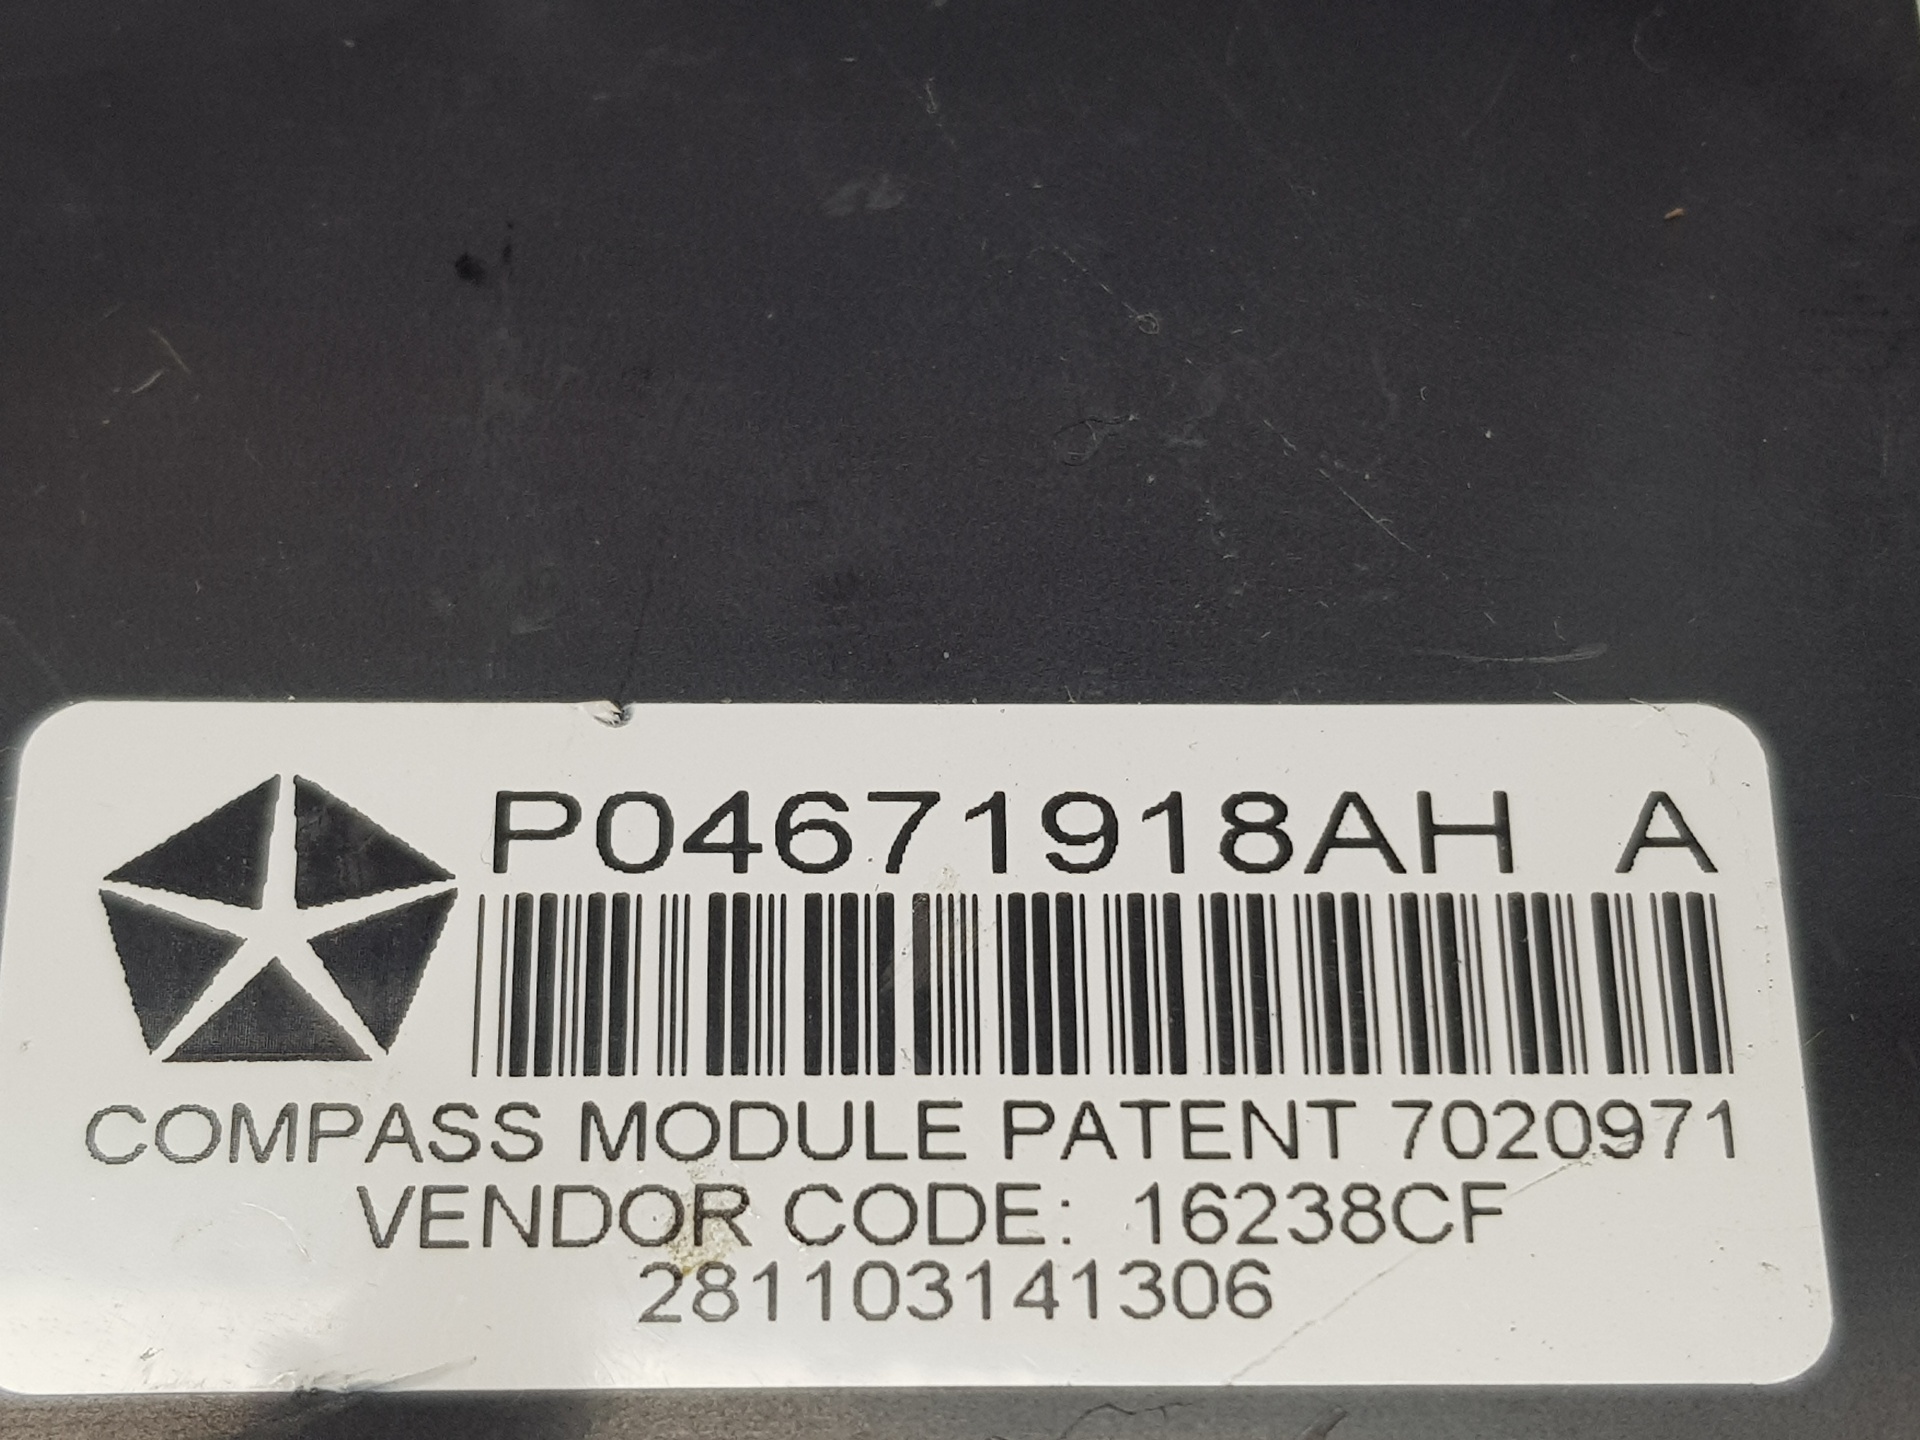 P04671918AH A
COMPASS MODULE PATENT 7020971
VENDOR CODE: 16238CF
281103141306